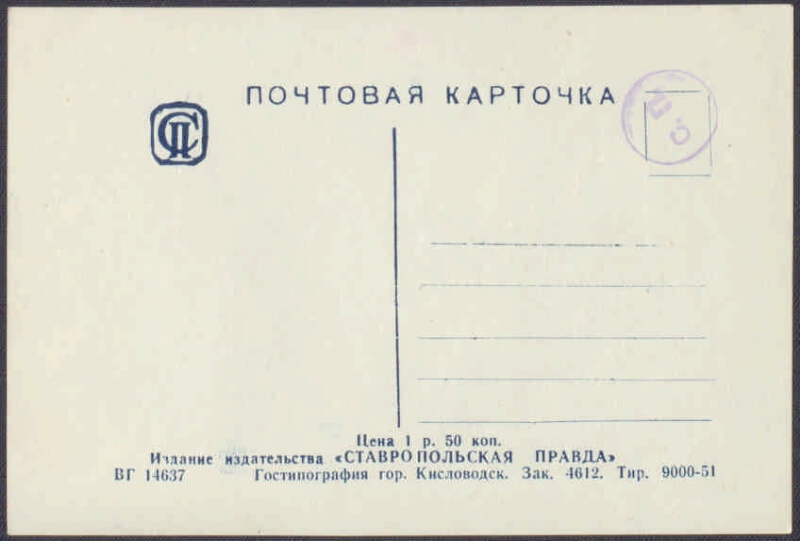 ПОЧТОВАЯ КАРТОЧКА
СП
С. П
Цена 1 р. 50 коп.
Издание издательства «СТАВРОПОЛЬСКАЯ ПРАВДА»
ВГ 14637 Гостипография гор. Кисловодск. Зак. 4612. Тир. 9000-51